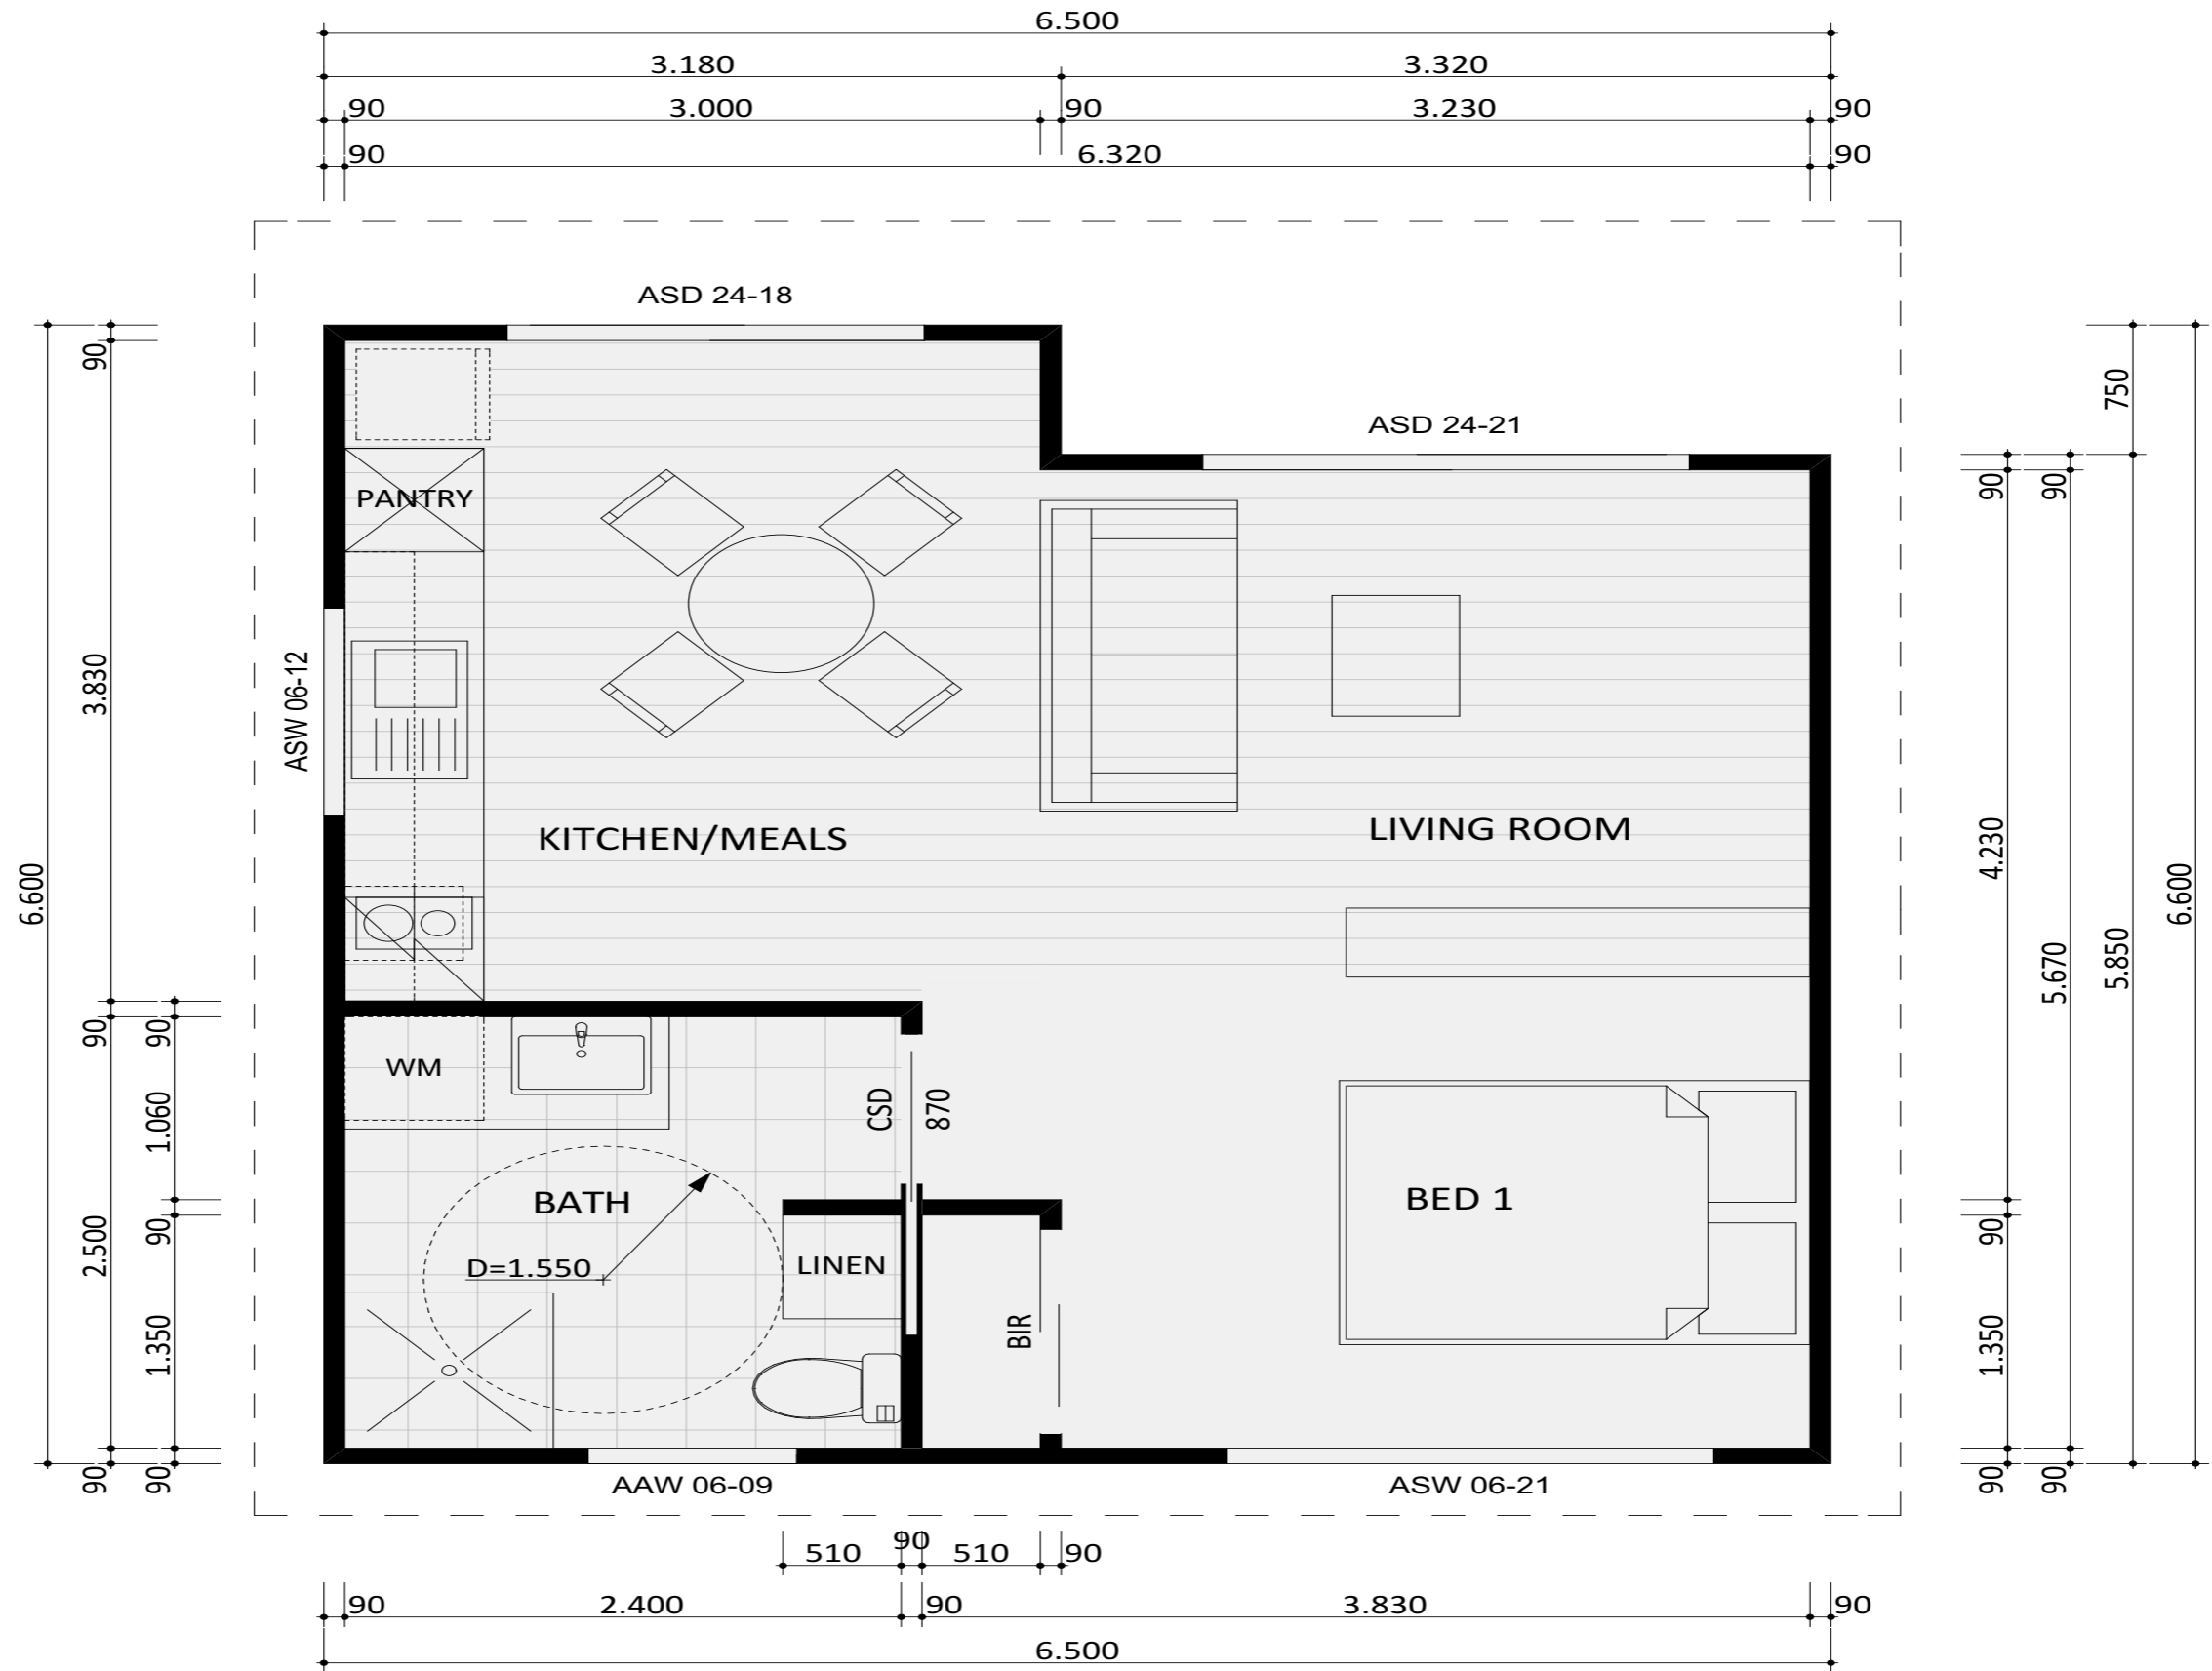 6.500
3.180 3.320
90 3.000 90 3.230 90
90 6.320 90
ASD 24-18
ASD 24-21
90
750
90 90
PANTRY
ASW 06-12
3.830
KITCHEN/MEALS
LIVING ROOM
4.230
6.600
6.600
5.850
5.670
90 90
WM
CSD
870
1.060
BATH
BED 1
2.500
90
90
D=1.550
LINEN
BIR
1.350
1.350
90 90
90 90
AAW 06-09
ASW 06-21
510 90 510 90
90 2.400 90 3.830 90
6.500